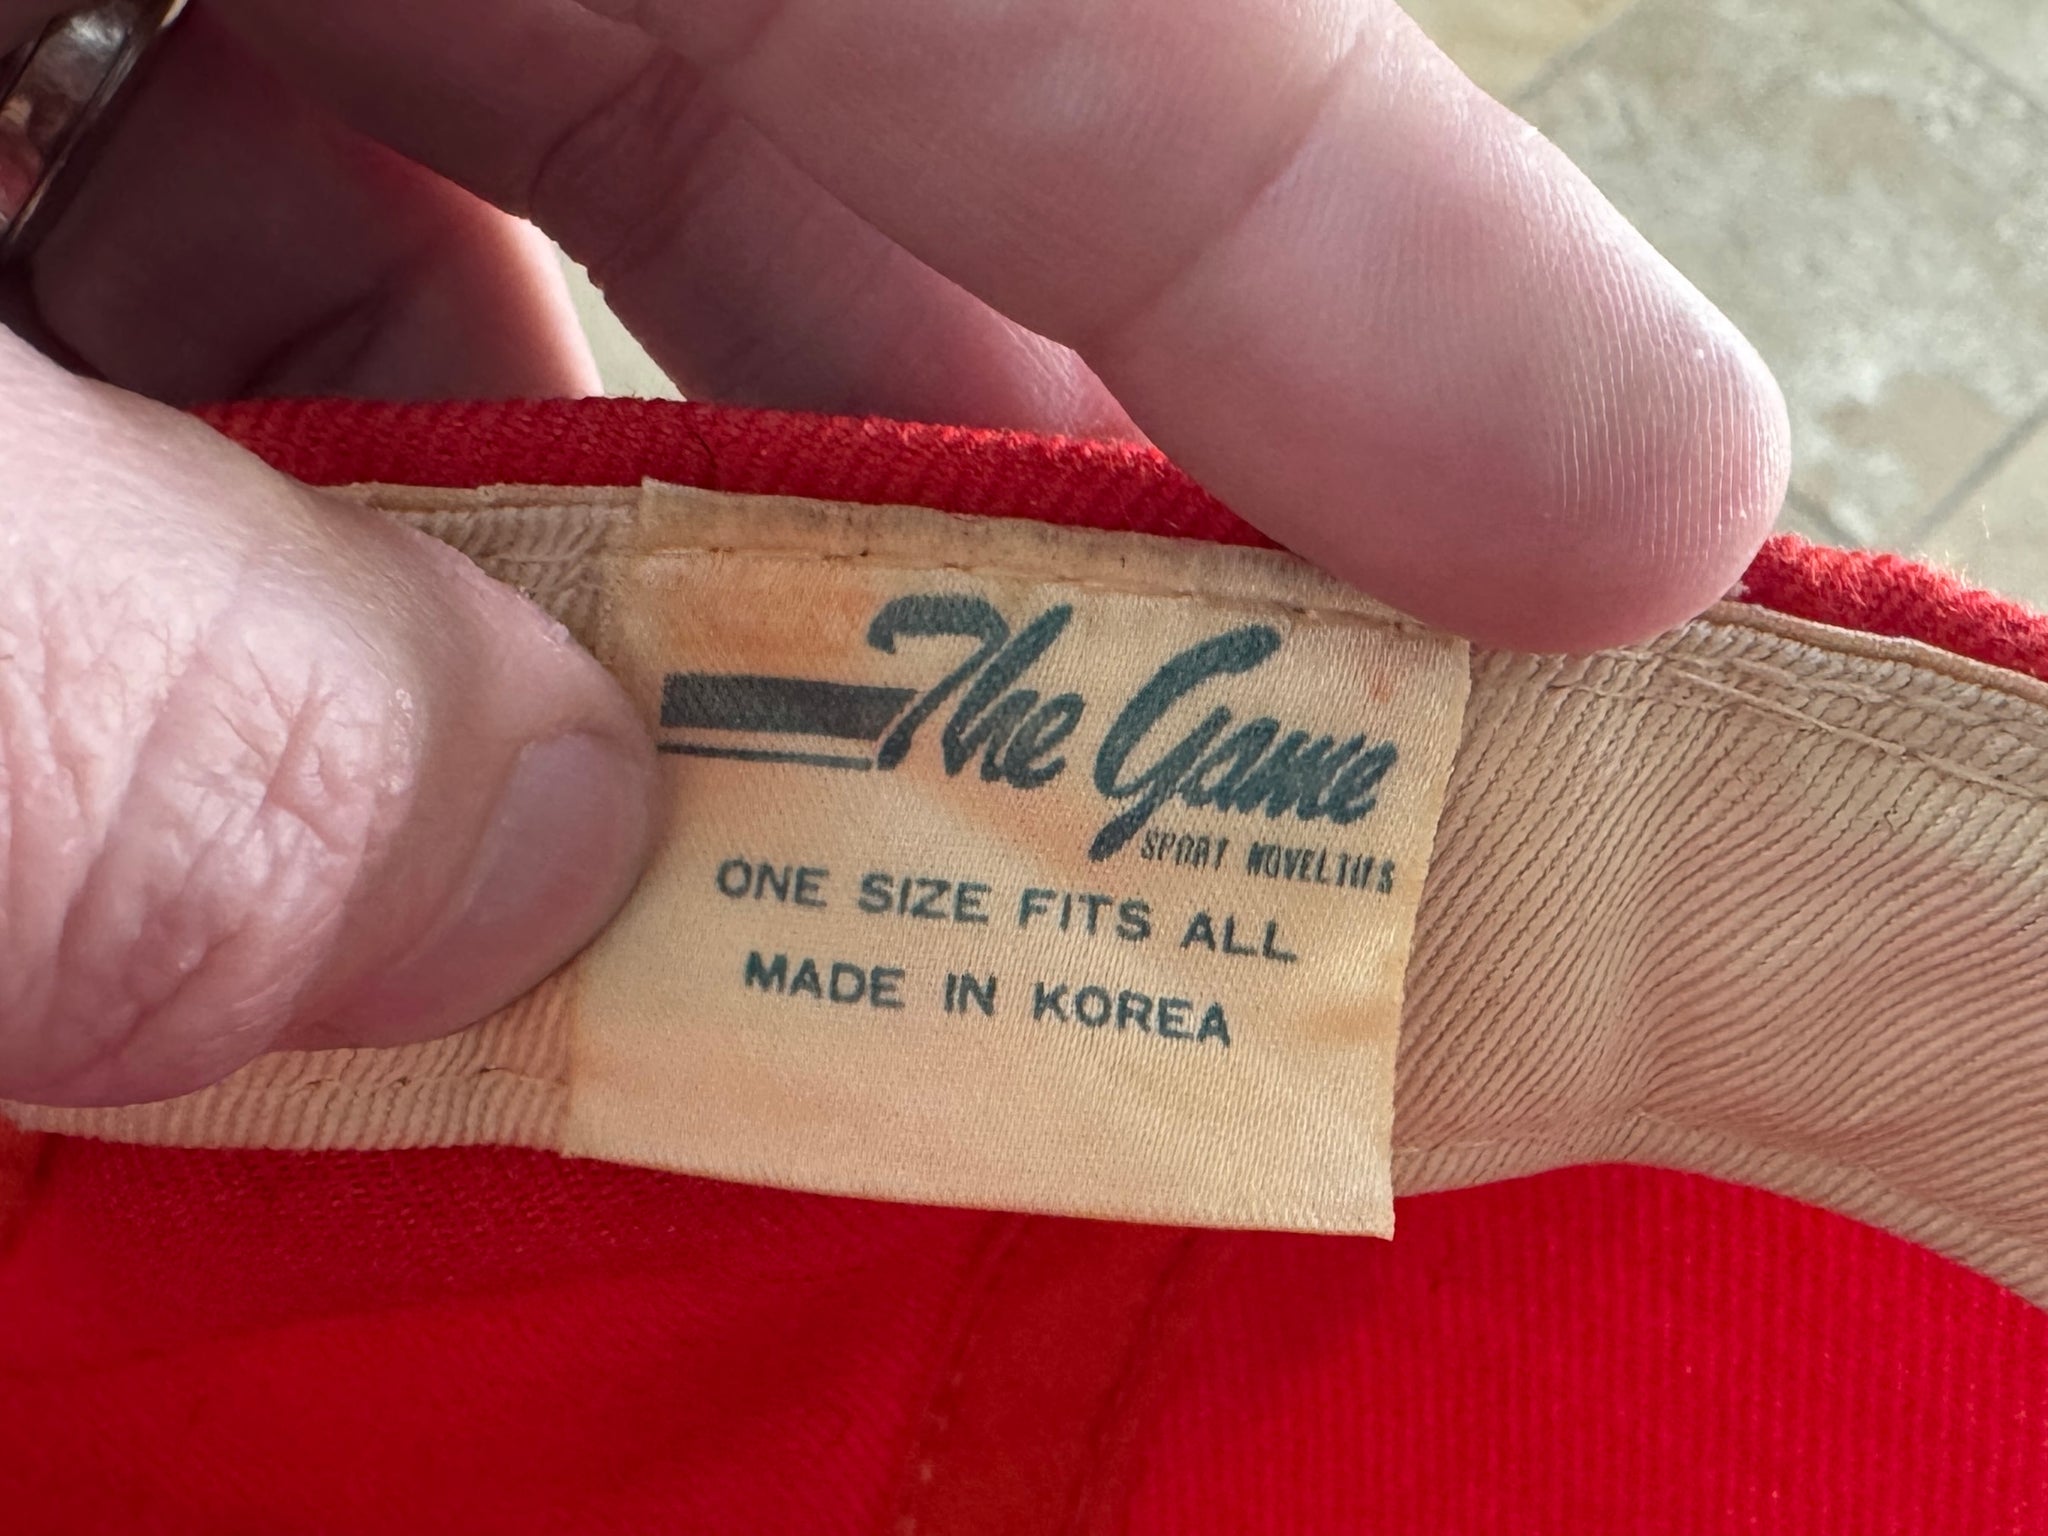 The Game
SPORT NOVELTIES
ONE SIZE FITS ALL
MADE IN KOREA